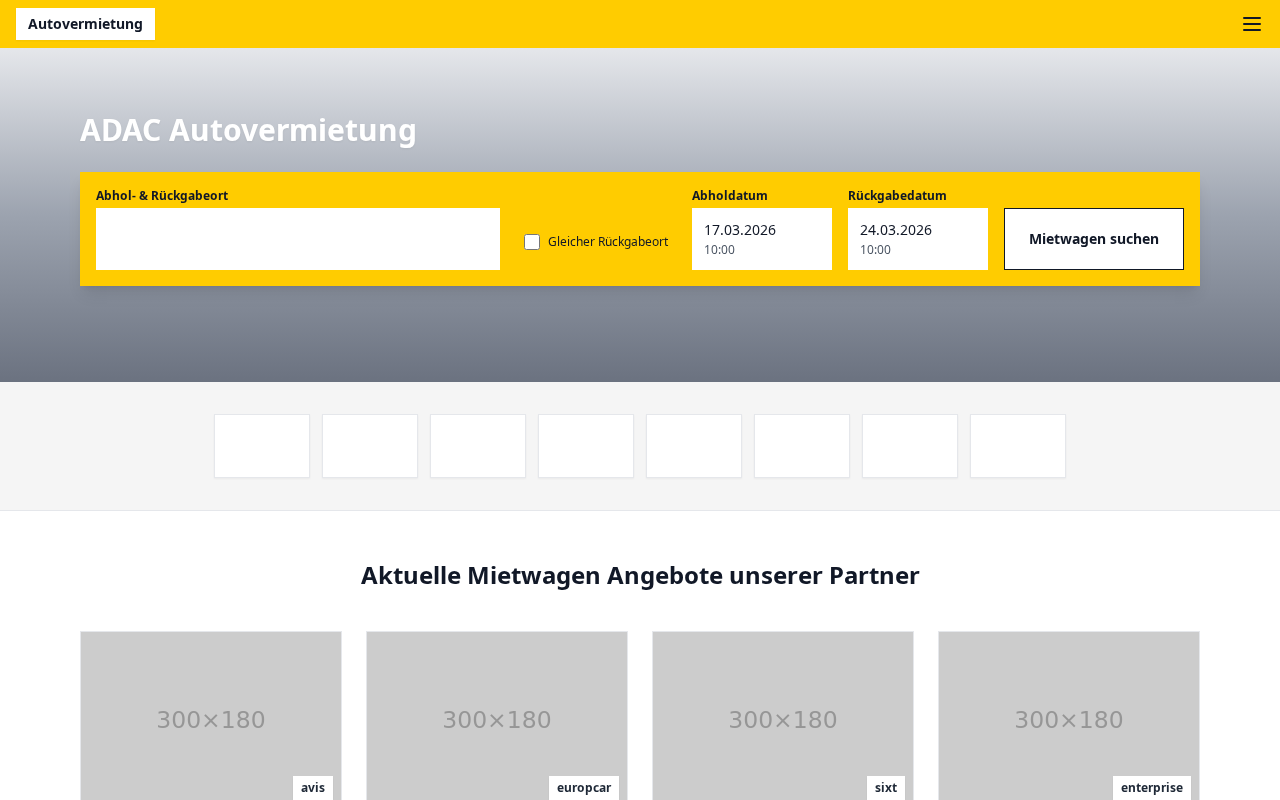 Autovermietung
ADAC Autovermietung
Abhol- & Rückgabeort
Gleicher Rückgabeort
Abholdatum
17.03.2026
10:00
Rückgabedatum
24.03.2026
10:00
Mietwagen suchen
Aktuelle Mietwagen Angebote unserer Partner
300×180
avis
300×180
europcar
300×180
sixt
300×180
enterprise